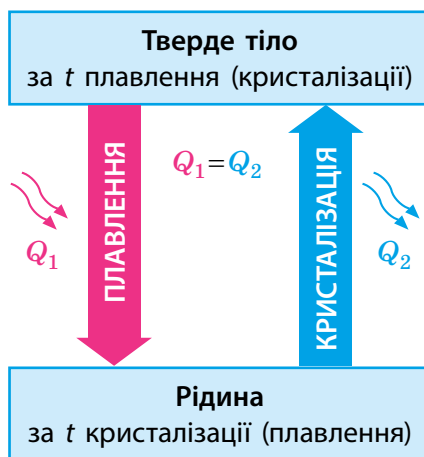 Тверде тіло
за t плавлення (кристалізації)
ПЛАВЛЕННЯ
Q₁=Q₂
КРИСТАЛІЗАЦІЯ
Q₁
Q₂
Рідина
за t кристалізації (плавлення)